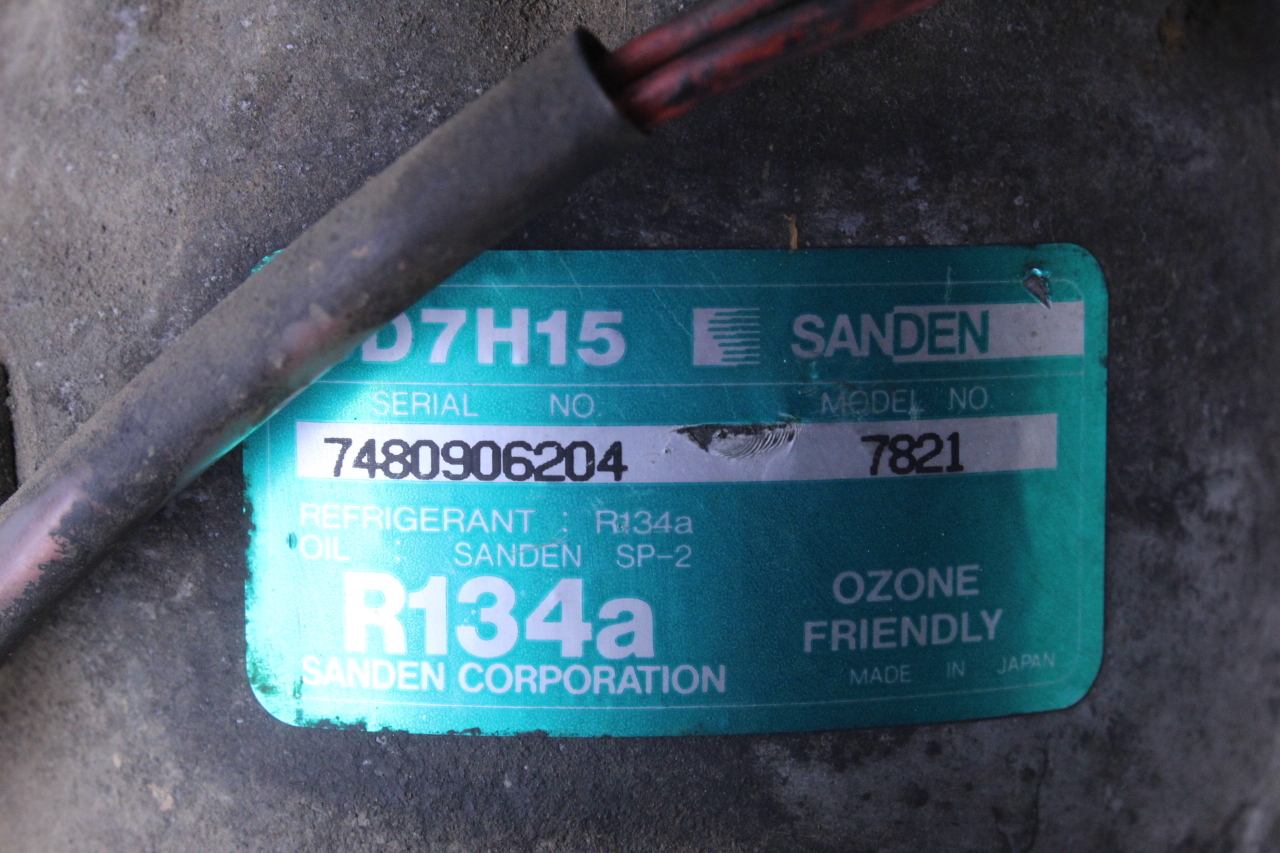 D7H15 SANDEN
SERIAL NO. MODEL NO
7480906204 7821
REFRIGERANT : R134a
OIL : SANDEN SP-2
R134a
OZONE
FRIENDLY
SANDEN CORPORATION
MADE IN JAPAN